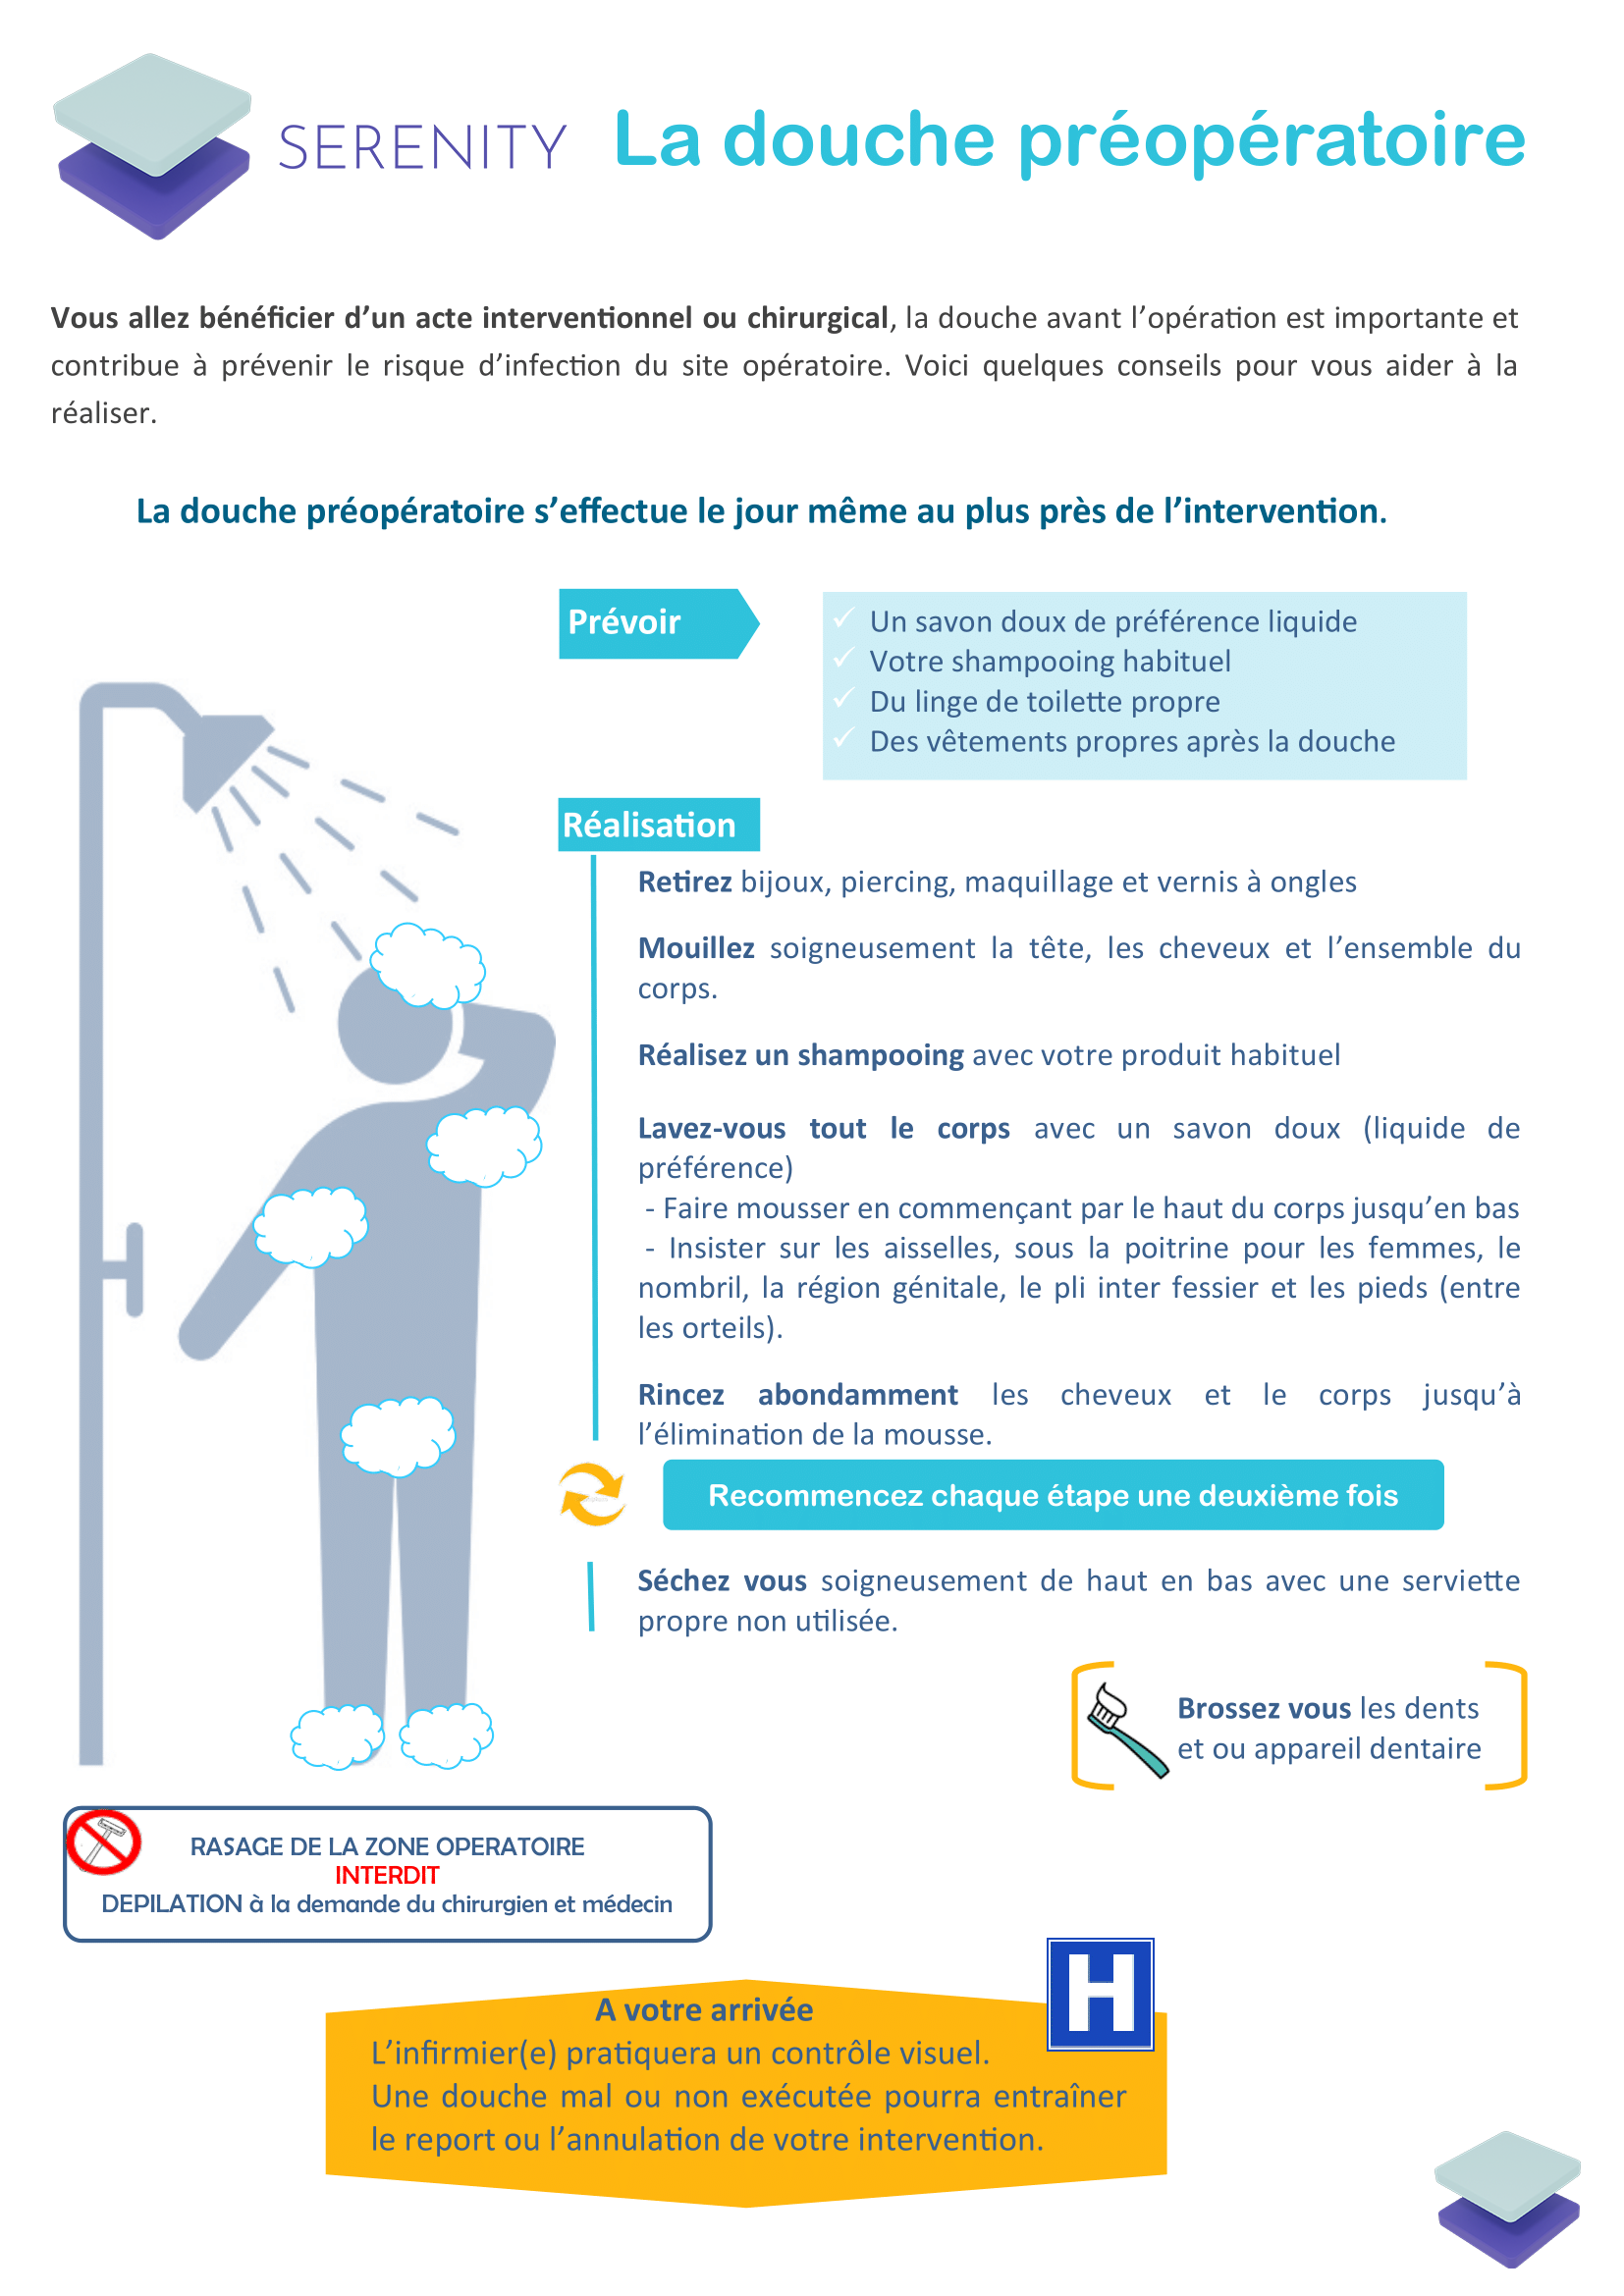 SERENITY La douche préopératoire
Vous allez bénéficier d’un acte interventionnel ou chirurgical, la douche avant l’opération est importante et
contribue à prévenir le risque d’infection du site opératoire. Voici quelques conseils pour vous aider à la
réaliser.
La douche préopératoire s’effectue le jour même au plus près de l’intervention.
Prévoir
✓ Un savon doux de préférence liquide
✓ Votre shampooing habituel
✓ Du linge de toilette propre
✓ Des vêtements propres après la douche
Réalisation
Retirez bijoux, piercing, maquillage et vernis à ongles
Mouillez soigneusement la tête, les cheveux et l’ensemble du
corps.
Réalisez un shampooing avec votre produit habituel
Lavez-vous tout le corps avec un savon doux (liquide de
préférence)
- Faire mousser en commençant par le haut du corps jusqu’en bas
- Insister sur les aisselles, sous la poitrine pour les femmes, le
nombril, la région génitale, le pli inter fessier et les pieds (entre
les orteils).
Rincez abondamment les cheveux et le corps jusqu’à
l’élimination de la mousse.
Recommencez chaque étape une deuxième fois
Séchez vous soigneusement de haut en bas avec une serviette
propre non utilisée.
Brossez vous les dents
et ou appareil dentaire
RASAGE DE LA ZONE OPERATOIRE
INTERDIT
DEPILATION à la demande du chirurgien et médecin
H
A votre arrivée
L’infirmier(e) pratiquera un contrôle visuel.
Une douche mal ou non exécutée pourra entraîner
le report ou l’annulation de votre intervention.